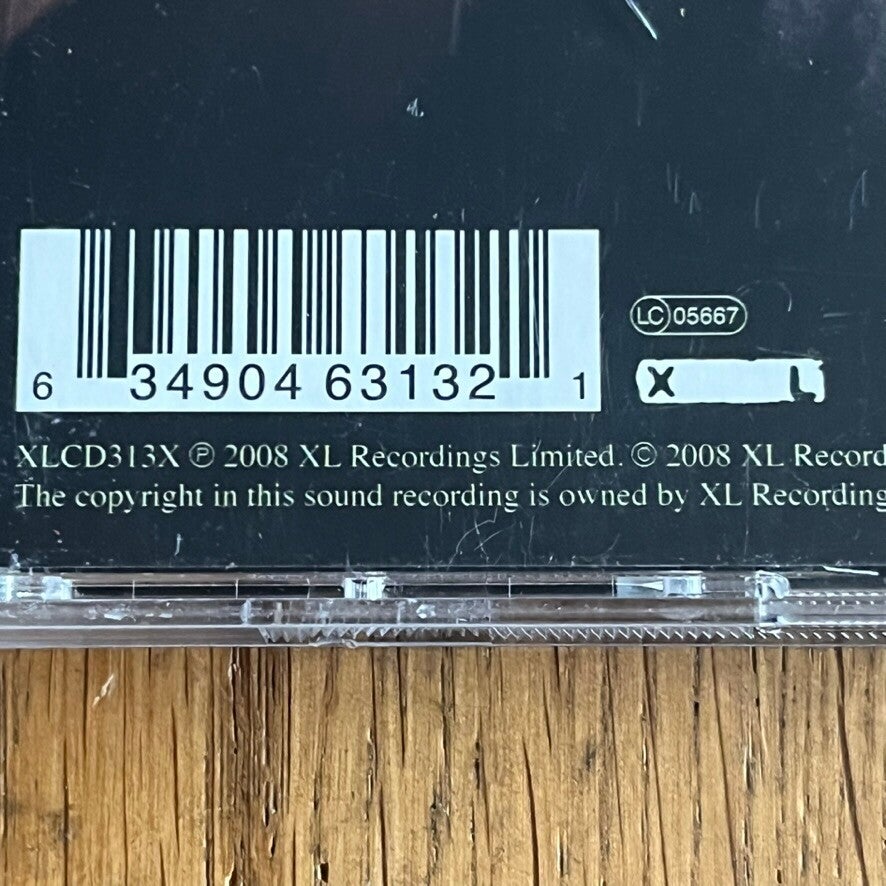 6 34904 63132 1
LC 05667
X L
XLCD313X ℗ 2008 XL Recordings Limited. © 2008 XL Record
The copyright in this sound recording is owned by XL Recording